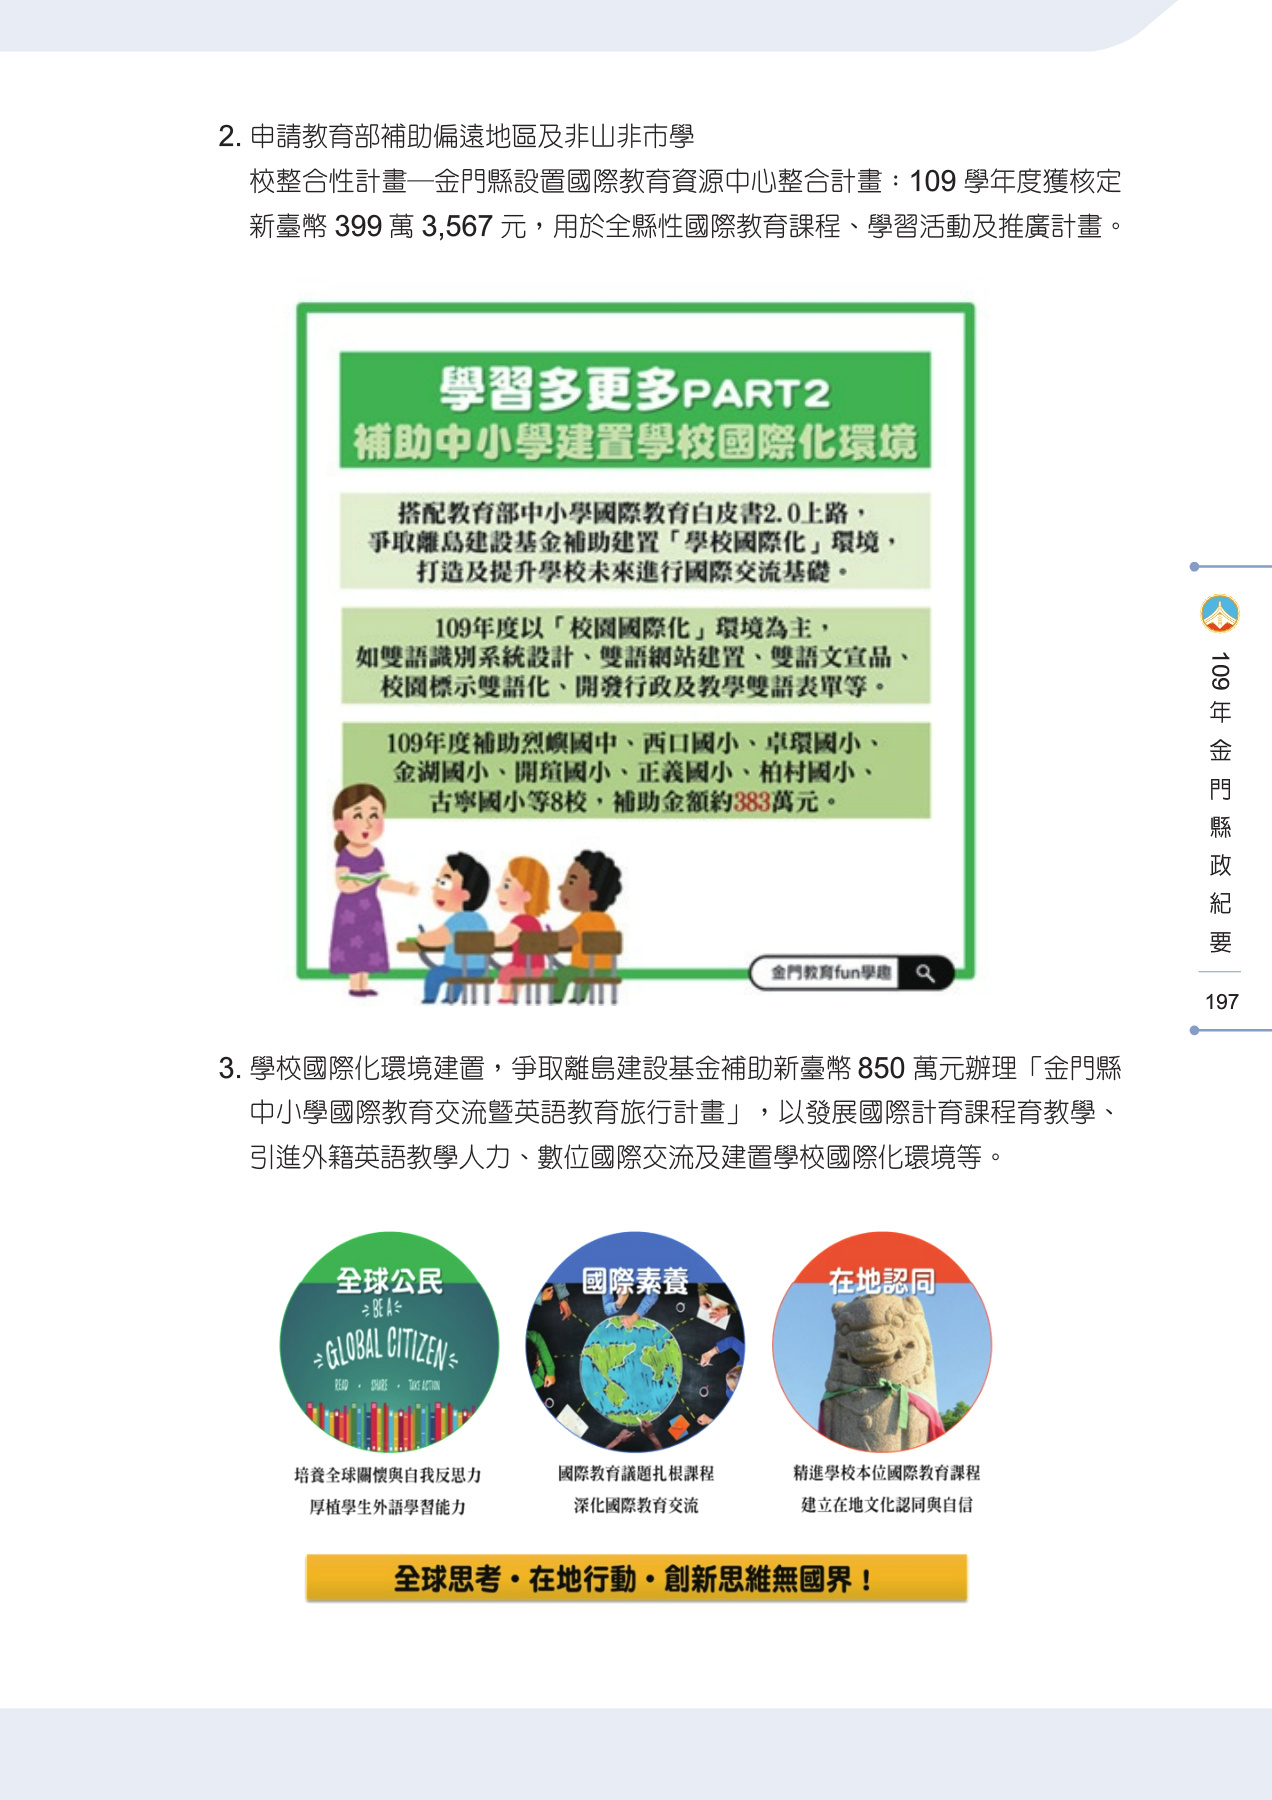 2. 申請教育部補助偏遠地區及非山非市學
校整合性計畫—金門縣設置國際教育資源中心整合計畫：109 學年度獲核定
新臺幣 399 萬 3,567 元，用於全縣性國際教育課程、學習活動及推廣計畫。
學習多更多PART2
補助中小學建置學校國際化環境
搭配教育部中小學國際教育白皮書2.0上路，
爭取離島建設基金補助建置「學校國際化」環境，
打造及提升學校未來進行國際交流基礎。
109年度以「校園國際化」環境為主，
如雙語識別系統設計、雙語網站建置、雙語文宣品、
校園標示雙語化、開發行政及教學雙語表單等。
109年度補助烈嶼國中、西口國小、卓環國小、
金湖國小、開瑄國小、正義國小、柏村國小、
古寧國小等8校，補助金額約383萬元。
金門教育fun學趣
3. 學校國際化環境建置，爭取離島建設基金補助新臺幣 850 萬元辦理「金門縣
中小學國際教育交流暨英語教育旅行計畫」，以發展國際計育課程育教學、
引進外籍英語教學人力、數位國際交流及建置學校國際化環境等。
全球公民
BE A
GLOBAL CITIZEN
READ · SHARE · TAKE ACTION
培養全球關懷與自我反思力
厚植學生外語學習能力
國際素養
國際教育議題扎根課程
深化國際教育交流
在地認同
精進學校本位國際教育課程
建立在地文化認同與自信
全球思考・在地行動・創新思維無國界！
109年金門縣政紀要
197